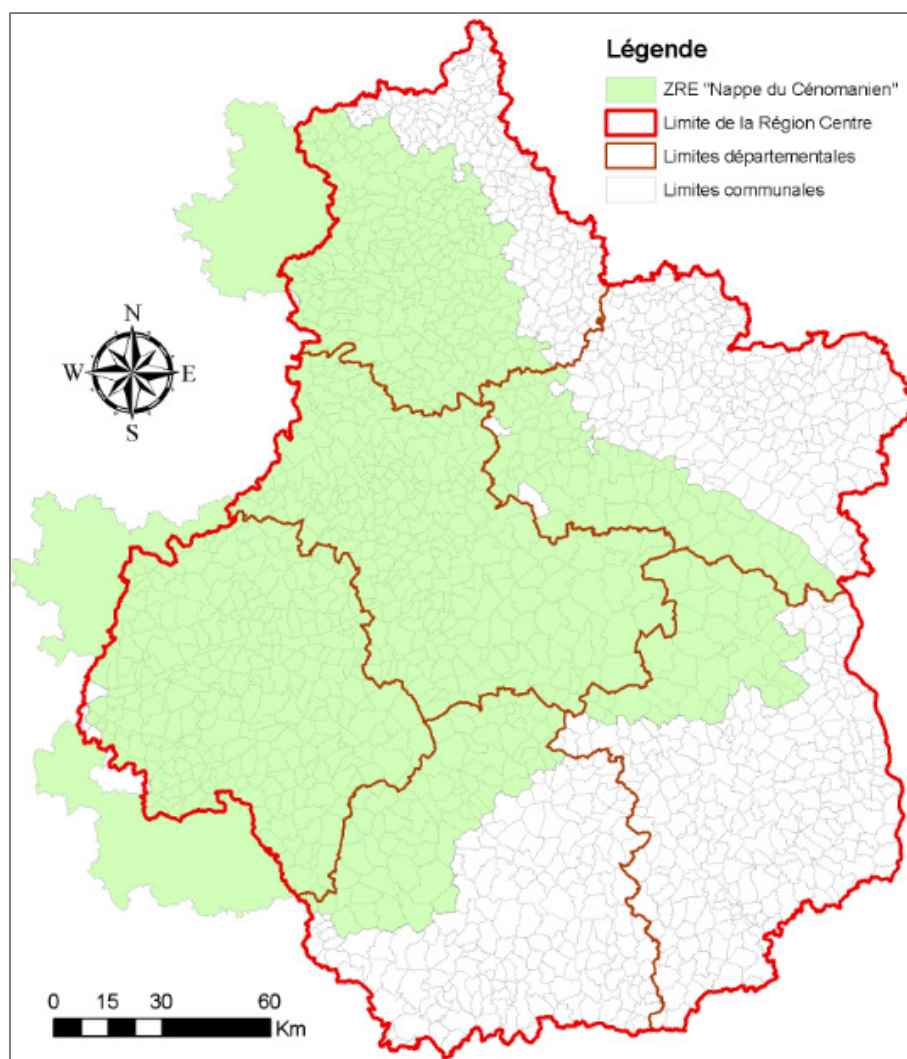 Légende
ZRE "Nappe du Cénomanien"
Limite de la Région Centre
Limites départementales
Limites communales
N
W E
S
0 15 30 60
Km